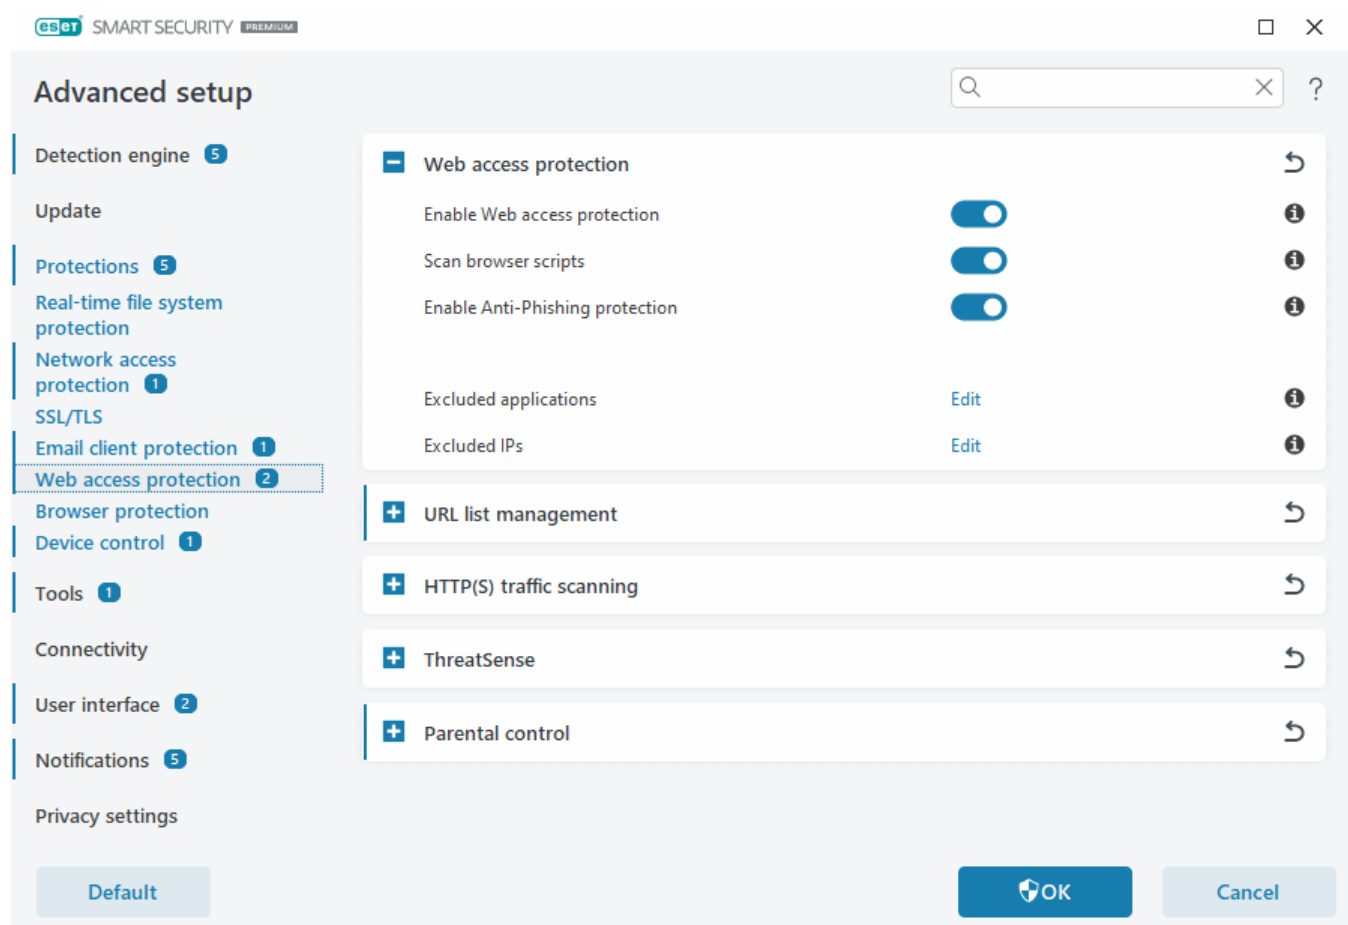 eset SMART SECURITY PREMIUM
Advanced setup
?
Detection engine 5
Update
Protections 5
Real-time file system
protection
Network access
protection 1
SSL/TLS
Email client protection 1
Web access protection 2
Browser protection
Device control 1
Tools 1
Connectivity
User interface 2
Notifications 5
Privacy settings
Web access protection
Enable Web access protection
Scan browser scripts
Enable Anti-Phishing protection
Excluded applications Edit
Excluded IPs Edit
URL list management
HTTP(S) traffic scanning
ThreatSense
Parental control
Default
OK
Cancel